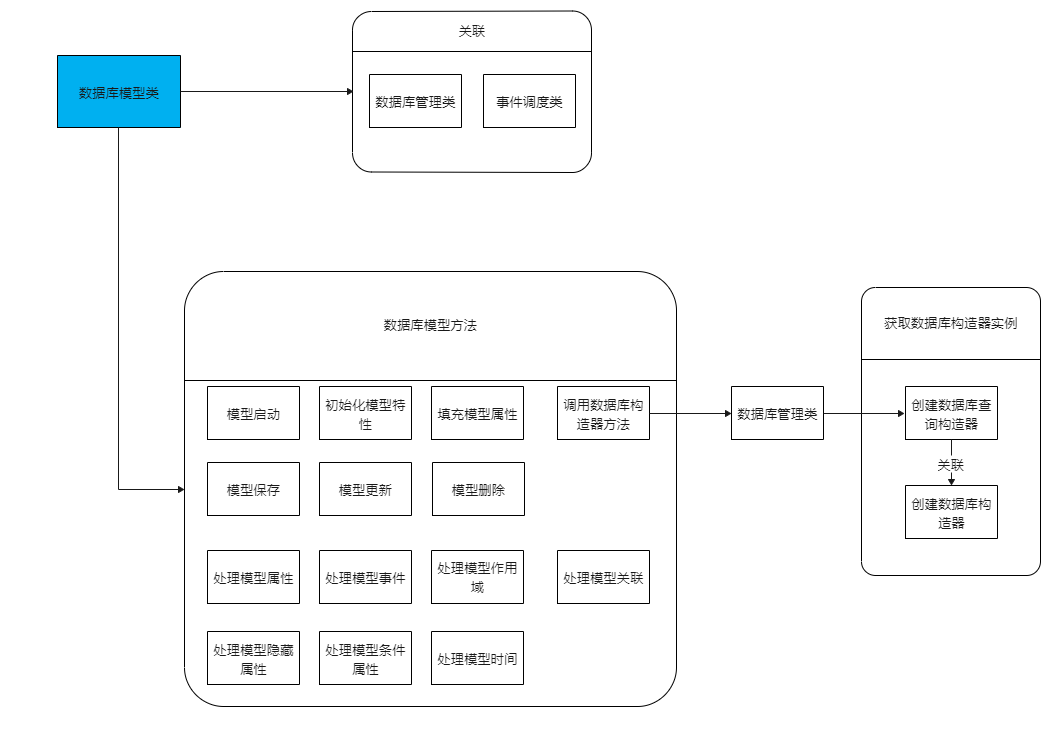 关联
数据库模型类
数据库管理类
事件调度类
数据库模型方法
获取数据库构造器实例
模型启动
初始化模型特
性
填充模型属性
调用数据库构
造器方法
数据库管理类
创建数据库查
询构造器
关联
模型保存
模型更新
模型删除
创建数据库构
造器
处理模型属性
处理模型事件
处理模型作用
域
处理模型关联
处理模型隐藏
属性
处理模型条件
属性
处理模型时间